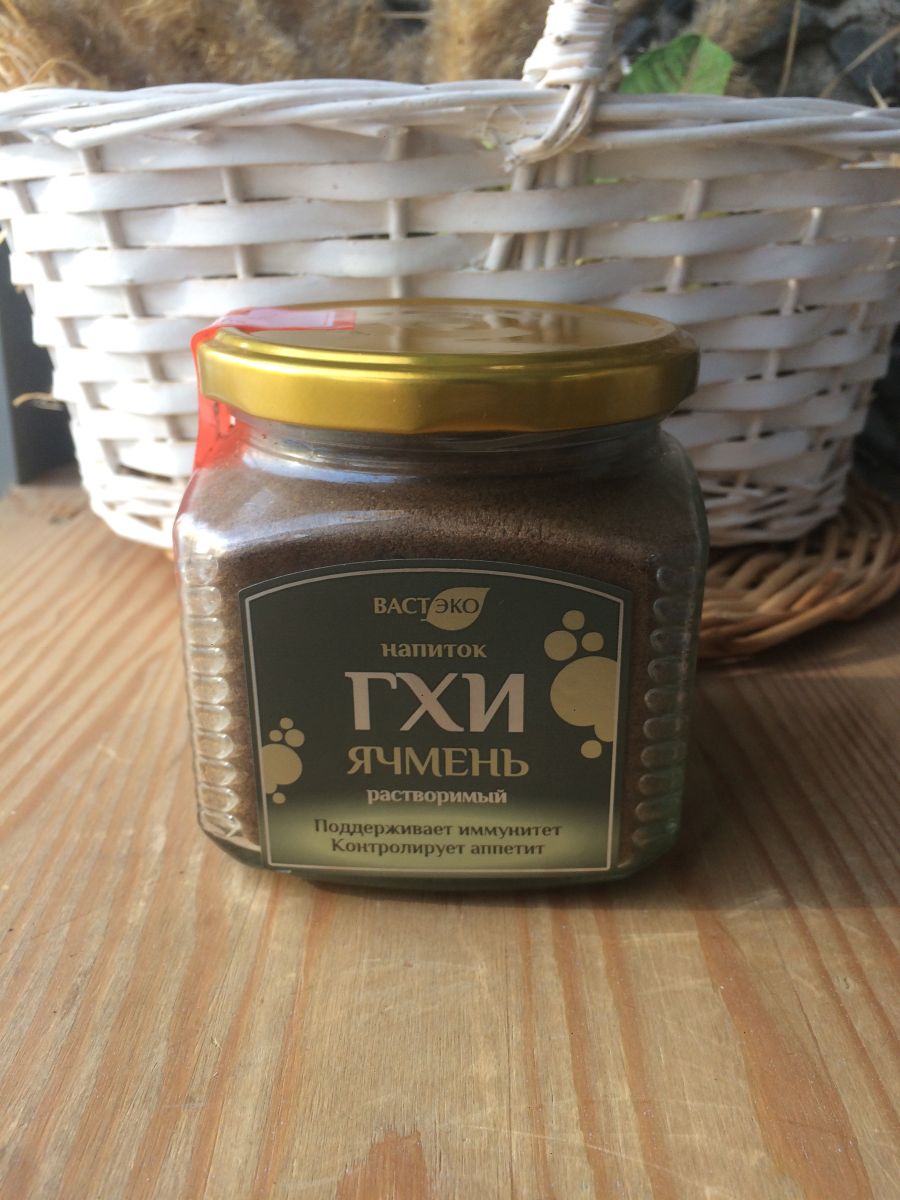 ВАСТЭКО
напиток
ГХИ
ЯЧМЕНЬ
растворимый
Поддерживает иммунитет
Контролирует аппетит